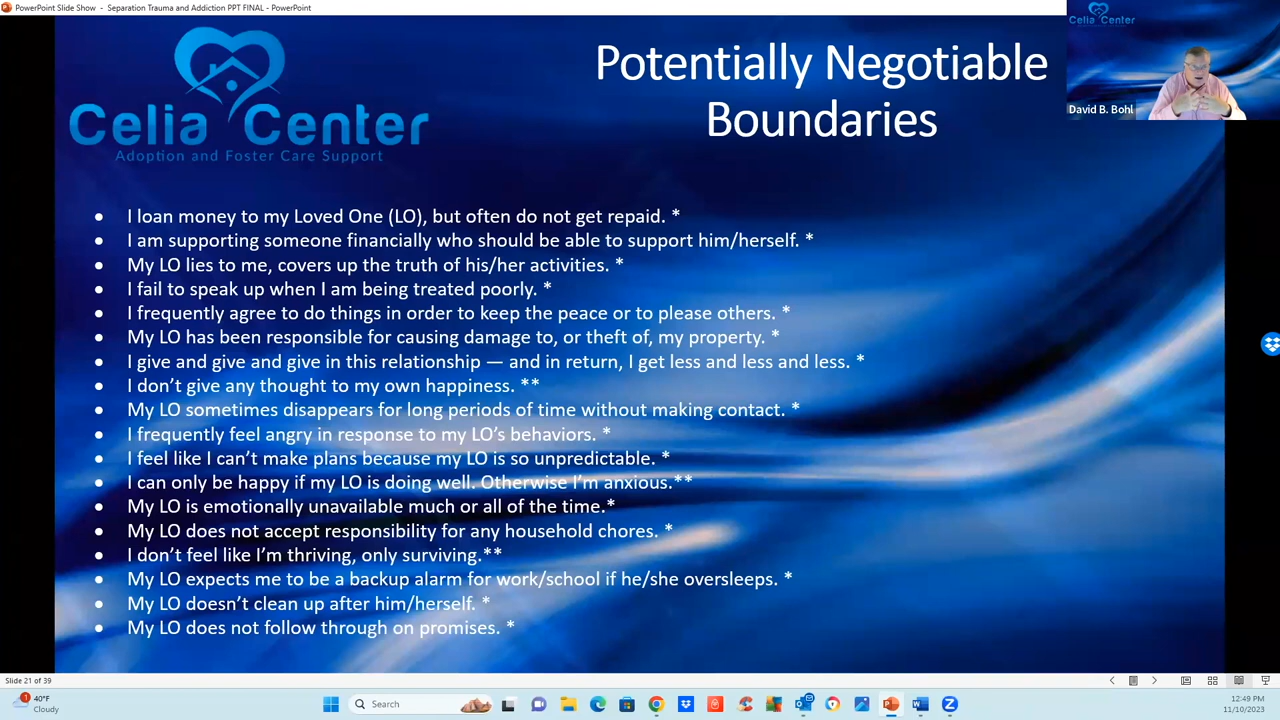 PowerPoint Slide Show - Separation Trauma and Addiction PPT FINAL - PowerPoint
Celia Center
Adoption and Foster Care Support
Potentially Negotiable
Boundaries
Celia Center
David B. Bohl
• I loan money to my Loved One (LO), but often do not get repaid. *
• I am supporting someone financially who should be able to support him/herself. *
• My LO lies to me, covers up the truth of his/her activities. *
• I fail to speak up when I am being treated poorly. *
• I frequently agree to do things in order to keep the peace or to please others. *
• My LO has been responsible for causing damage to, or theft of, my property. *
• I give and give and give in this relationship — and in return, I get less and less and less. *
• I don’t give any thought to my own happiness. **
• My LO sometimes disappears for long periods of time without making contact. *
• I frequently feel angry in response to my LO’s behaviors. *
• I feel like I can’t make plans because my LO is so unpredictable. *
• I can only be happy if my LO is doing well. Otherwise I’m anxious.**
• My LO is emotionally unavailable much or all of the time.*
• My LO does not accept responsibility for any household chores. *
• I don’t feel like I’m thriving, only surviving.**
• My LO expects me to be a backup alarm for work/school if he/she oversleeps. *
• My LO doesn’t clean up after him/herself. *
• My LO does not follow through on promises. *
Slide 21 of 39
1
40°F
Cloudy
Search
12:49 PM
11/10/2023